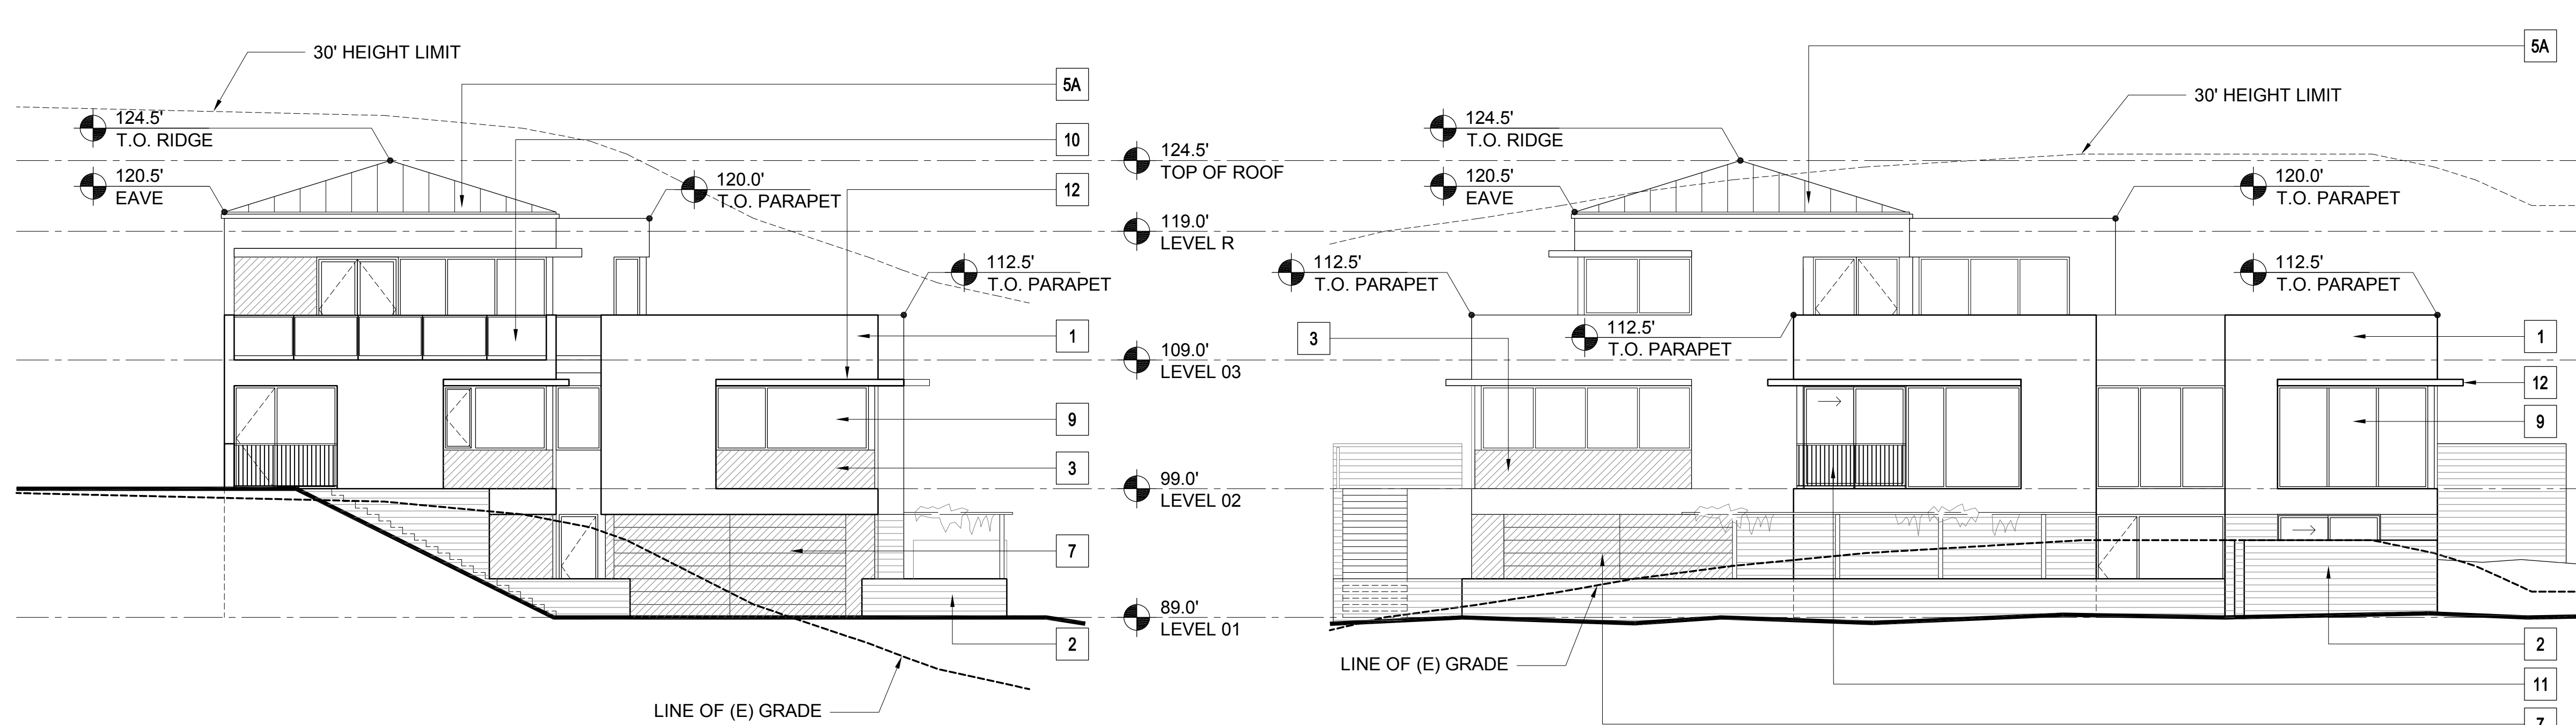 30' HEIGHT LIMIT
5A
124.5'
T.O. RIDGE
10
120.5'
EAVE
120.0'
T.O. PARAPET
12
112.5'
T.O. PARAPET
1
9
3
7
2
LINE OF (E) GRADE
124.5'
TOP OF ROOF
119.0'
LEVEL R
109.0'
LEVEL 03
99.0'
LEVEL 02
89.0'
LEVEL 01
5A
30' HEIGHT LIMIT
124.5'
T.O. RIDGE
120.5'
EAVE
120.0'
T.O. PARAPET
112.5'
T.O. PARAPET
112.5'
T.O. PARAPET
3
112.5'
T.O. PARAPET
1
12
9
LINE OF (E) GRADE
2
11
7